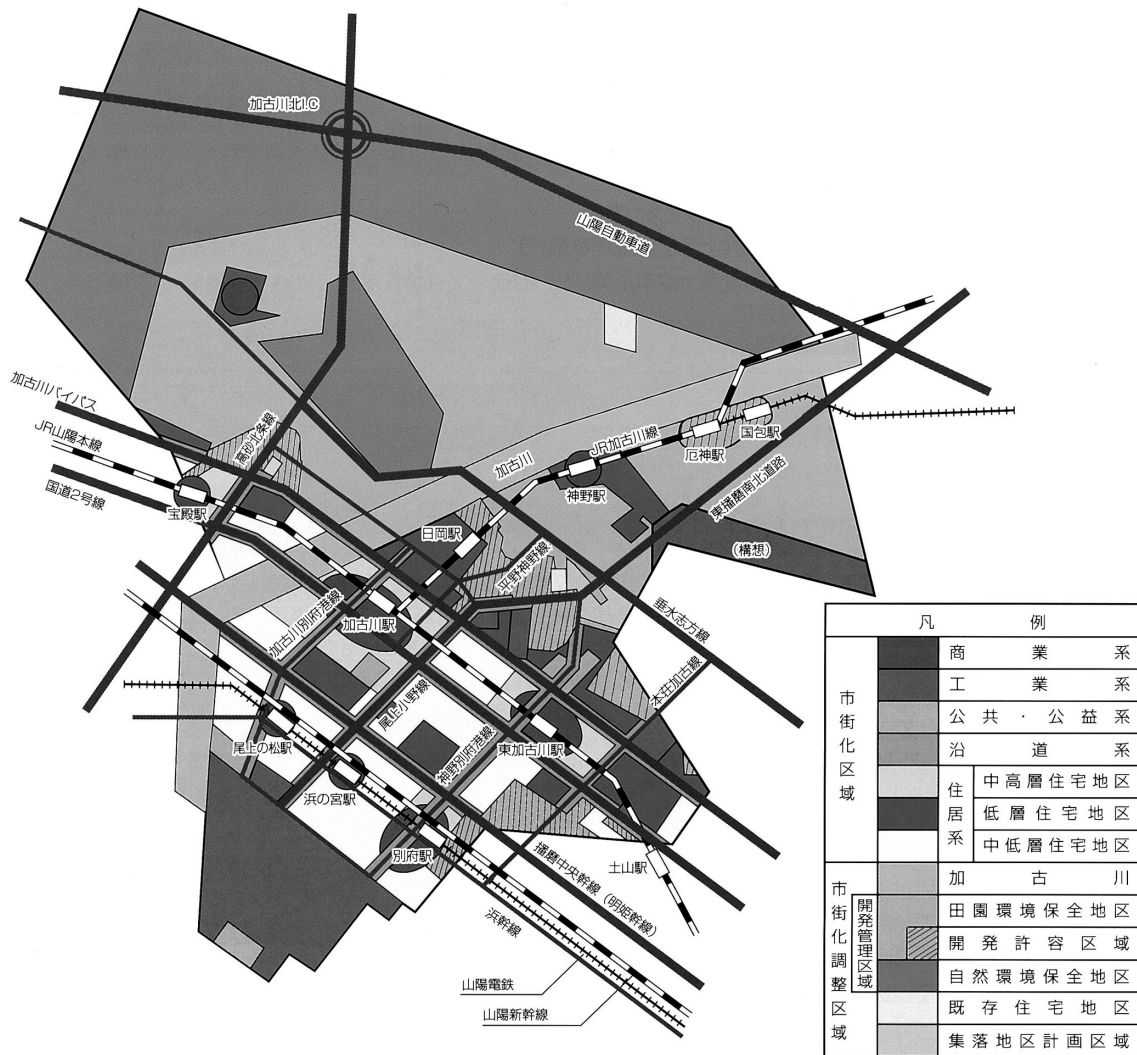 加古川北I.C
山陽自動車道
加古川バイパス
JR山陽本線
国道2号線
高砂北条線
宝殿駅
加古川
JR加古川線
神野駅
厄神駅
国包駅
東播磨南北道路
(構想)
日岡駅
平野神野線
垂水志方線
加古川別府港線
加古川駅
本荘加古線
尾上小野線
神野別府港線
東加古川駅
尾上の松駅
浜の宮駅
別府駅
土山駅
播磨中央幹線(明姫幹線)
浜幹線
山陽電鉄
山陽新幹線
凡例
市街化区域
商業系
工業系
公共・公益系
沿道系
住居系
中高層住宅地区
低層住宅地区
中低層住宅地区
市街化調整区域
加古川
開発管理区域
田園環境保全地区
開発許容区域
自然環境保全地区
既存住宅地区
集落地区計画区域